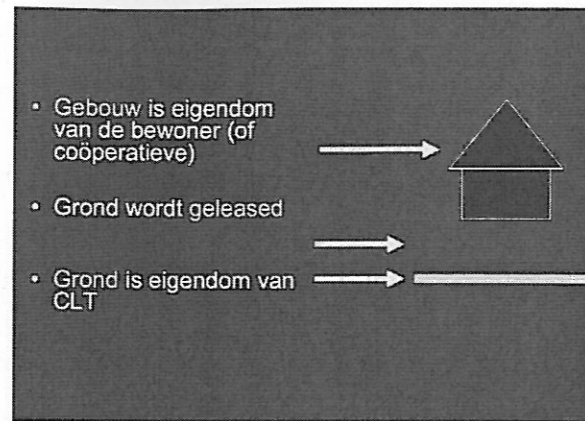 • Gebouw is eigendom
van de bewoner (of
coöperatieve)
• Grond wordt geleased
• Grond is eigendom van
CLT